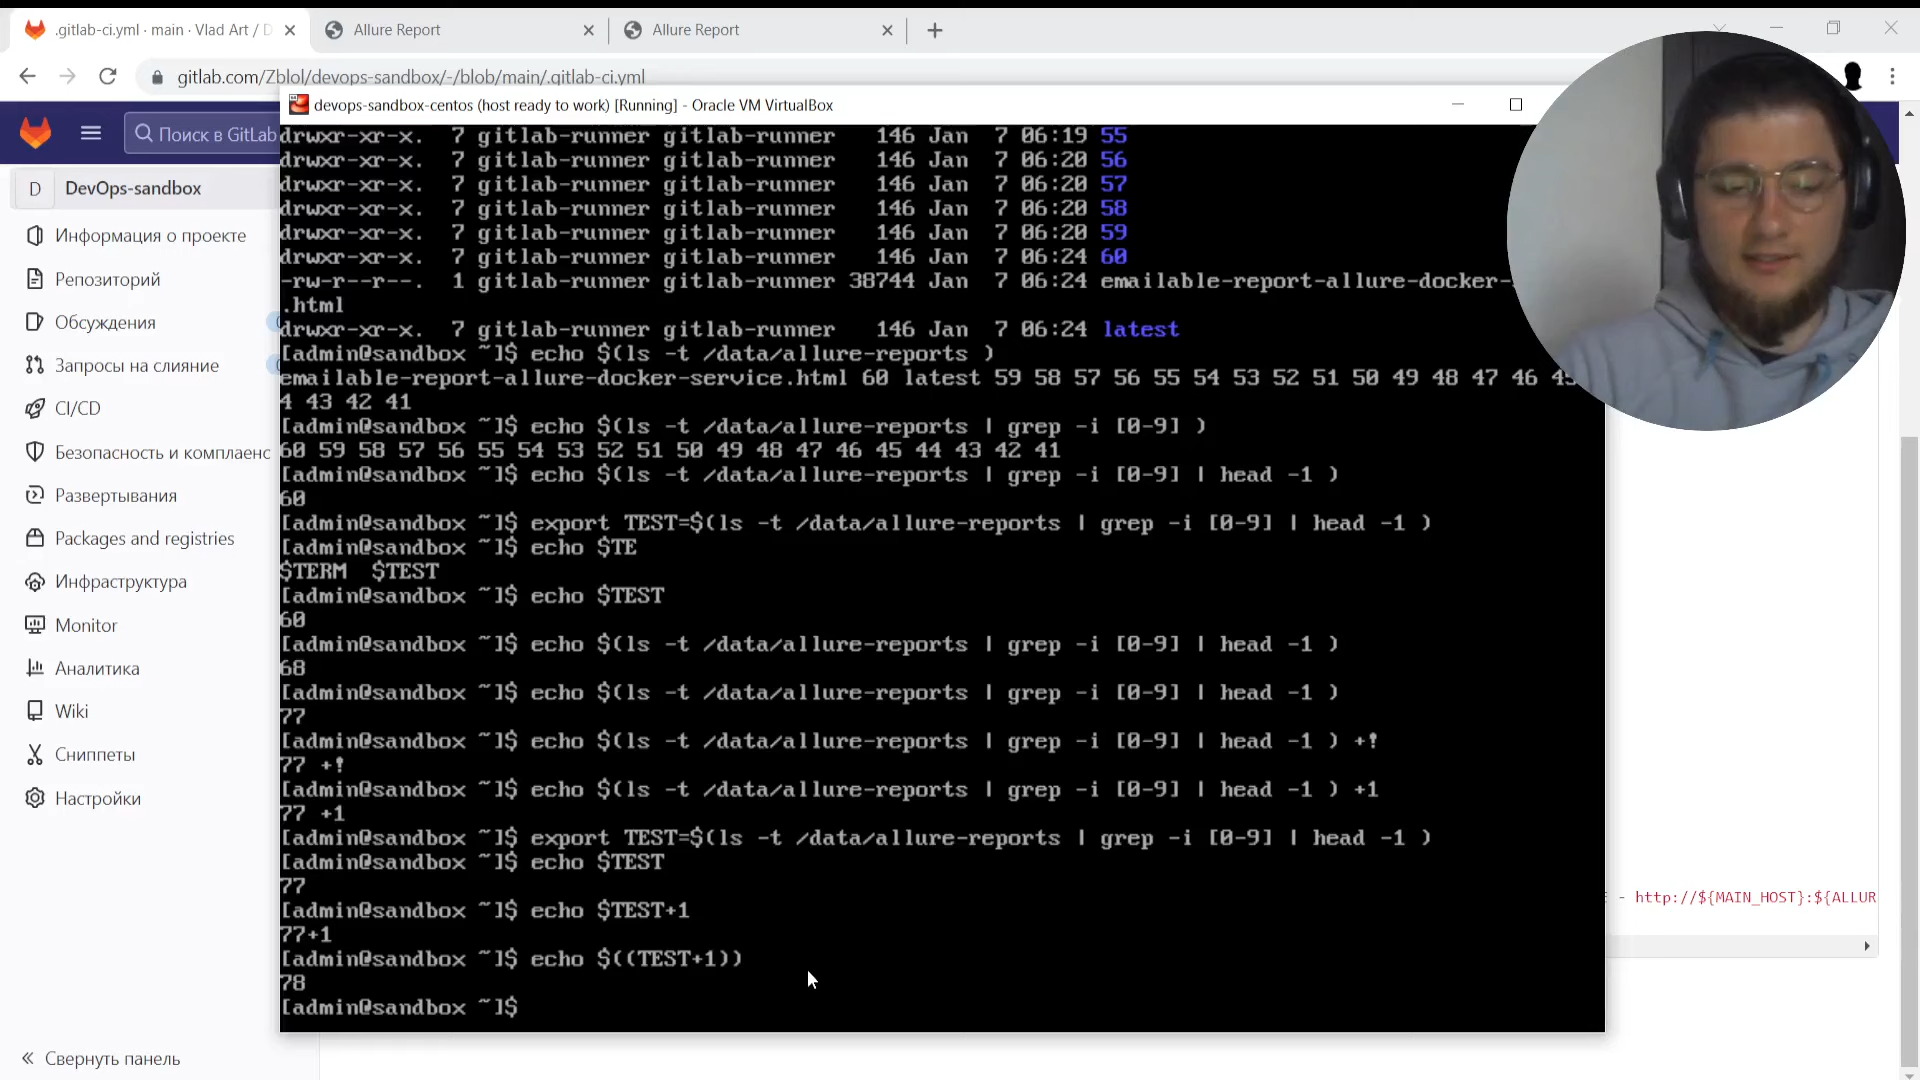 .gitlab-ci.yml · main · Vlad Art / D
Allure Report
Allure Report
gitlab.com/Zblol/devops-sandbox/-/blob/main/.gitlab-ci.yml
devops-sandbox-centos (host ready to work) [Running] - Oracle VM VirtualBox
Поиск в GitLab
D DevOps-sandbox
Информация о проекте
Репозиторий
Обсуждения
Запросы на слияние
CI/CD
Безопасность и комплаенс
Развертывания
Packages and registries
Инфраструктура
Monitor
Аналитика
Wiki
Сниппеты
Настройки
Свернуть панель
drwxr-xr-x. 7 gitlab-runner gitlab-runner 146 Jan 7 06:19 55
drwxr-xr-x. 7 gitlab-runner gitlab-runner 146 Jan 7 06:20 56
drwxr-xr-x. 7 gitlab-runner gitlab-runner 146 Jan 7 06:20 57
drwxr-xr-x. 7 gitlab-runner gitlab-runner 146 Jan 7 06:20 58
drwxr-xr-x. 7 gitlab-runner gitlab-runner 146 Jan 7 06:20 59
drwxr-xr-x. 7 gitlab-runner gitlab-runner 146 Jan 7 06:24 60
-rw-r--r--. 1 gitlab-runner gitlab-runner 38744 Jan 7 06:24 emailable-report-allure-docker-
.html
drwxr-xr-x. 7 gitlab-runner gitlab-runner 146 Jan 7 06:24 latest
[admin@sandbox ~]$ echo $(ls -t /data/allure-reports )
emailable-report-allure-docker-service.html 60 latest 59 58 57 56 55 54 53 52 51 50 49 48 47 46 45
4 43 42 41
[admin@sandbox ~]$ echo $(ls -t /data/allure-reports | grep -i [0-9] )
60 59 58 57 56 55 54 53 52 51 50 49 48 47 46 45 44 43 42 41
[admin@sandbox ~]$ echo $(ls -t /data/allure-reports | grep -i [0-9] | head -1 )
60
[admin@sandbox ~]$ export TEST=$(ls -t /data/allure-reports | grep -i [0-9] | head -1 )
[admin@sandbox ~]$ echo $TE
$TERM $TEST
[admin@sandbox ~]$ echo $TEST
60
[admin@sandbox ~]$ echo $(ls -t /data/allure-reports | grep -i [0-9] | head -1 )
68
[admin@sandbox ~]$ echo $(ls -t /data/allure-reports | grep -i [0-9] | head -1 )
77
[admin@sandbox ~]$ echo $(ls -t /data/allure-reports | grep -i [0-9] | head -1 ) +!
77 +!
[admin@sandbox ~]$ echo $(ls -t /data/allure-reports | grep -i [0-9] | head -1 ) +1
77 +1
[admin@sandbox ~]$ export TEST=$(ls -t /data/allure-reports | grep -i [0-9] | head -1 )
[admin@sandbox ~]$ echo $TEST
77
[admin@sandbox ~]$ echo $TEST+1
77+1
[admin@sandbox ~]$ echo $((TEST+1))
78
[admin@sandbox ~]$
- http://${MAIN_HOST}:${ALLUR